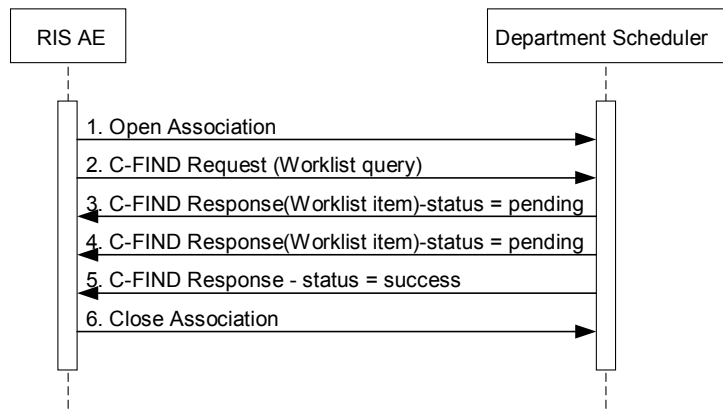 RIS AE
Department Scheduler
1. Open Association
2. C-FIND Request (Worklist query)
3. C-FIND Response(Worklist item)-status = pending
4. C-FIND Response(Worklist item)-status = pending
5. C-FIND Response - status = success
6. Close Association